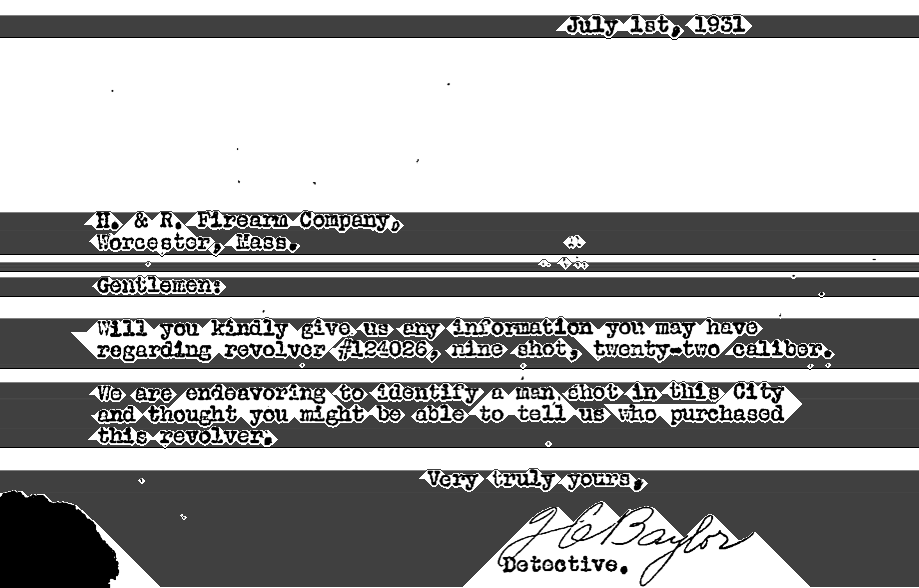 July 1st, 1931
H. & R. Firearm Company,
Worcester, Mass.
Gentlemen:
Will you kindly give us any information you may have
regarding revolver #124026, nine shot, twenty-two caliber.
We are endeavoring to identify a man shot in this City
and thought you might be able to tell us who purchased
this revolver.
Very truly yours,
J C Baylor
Detective.